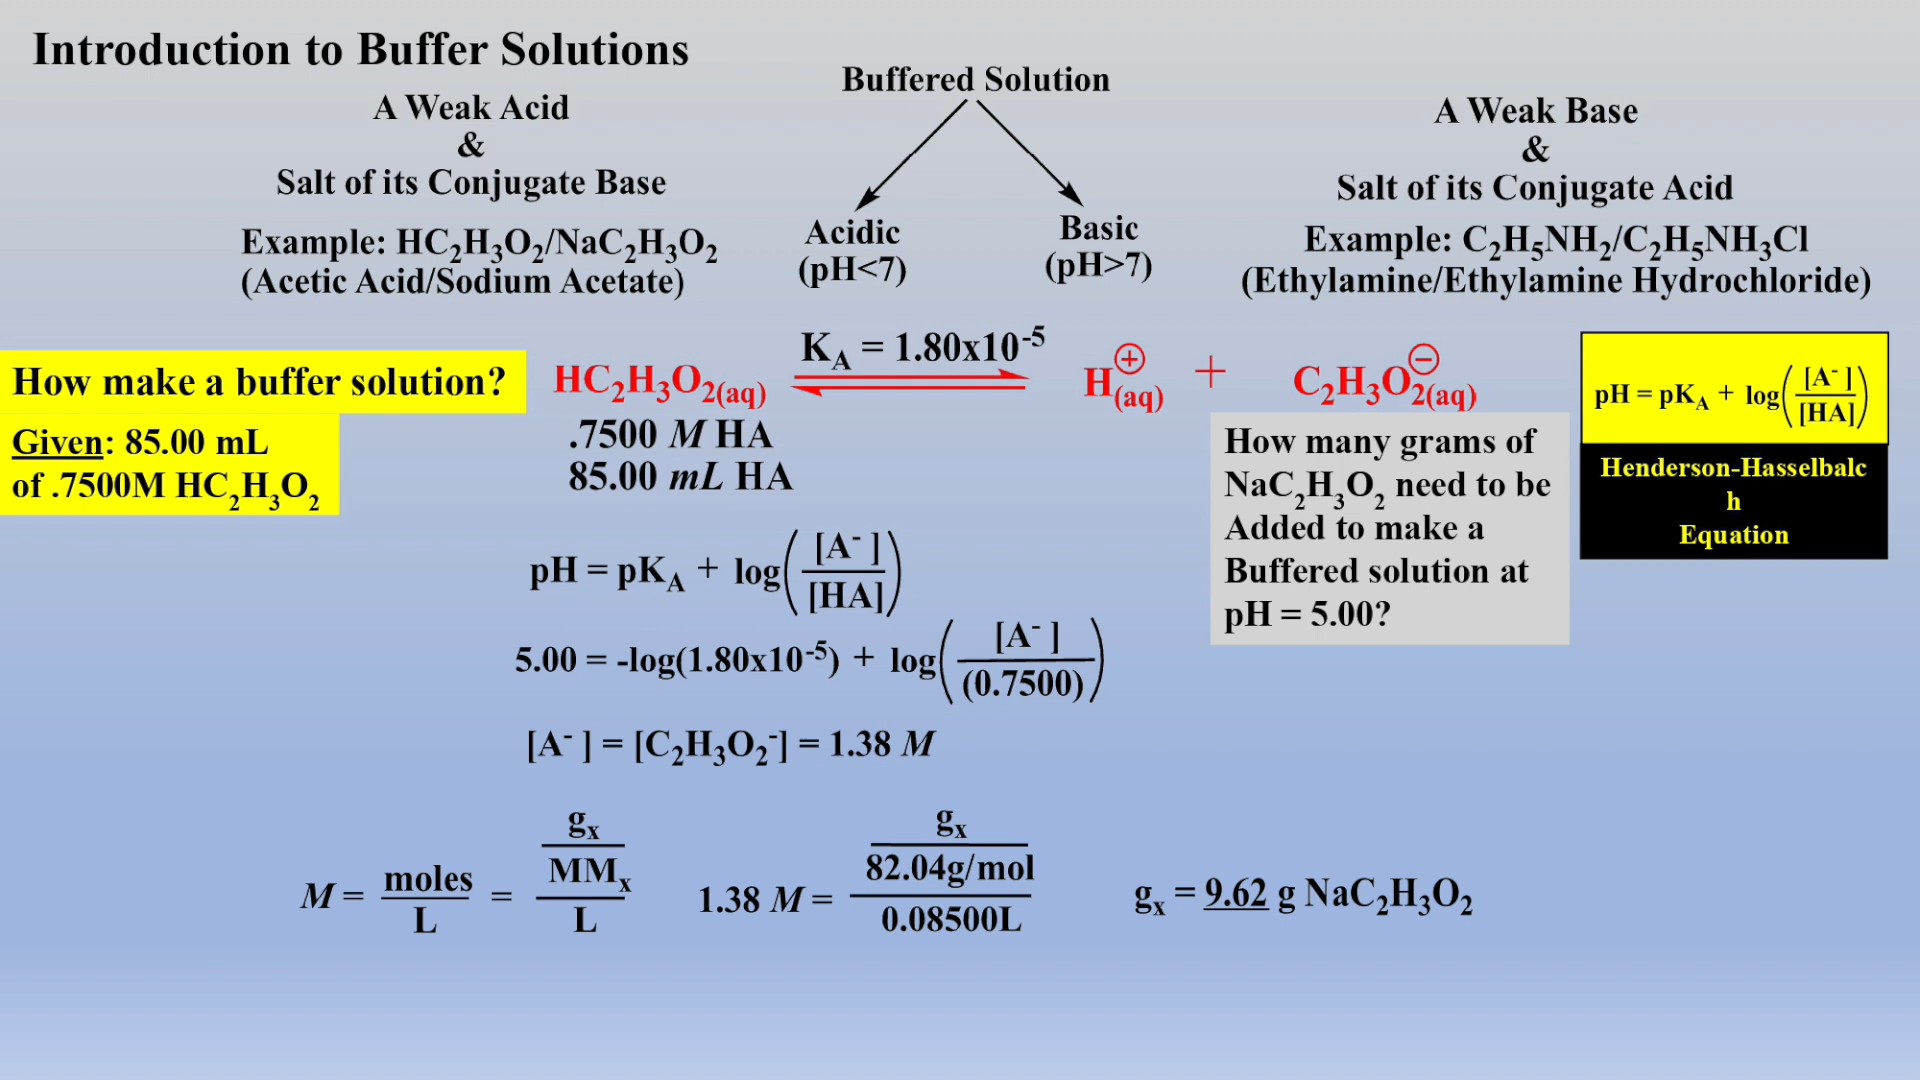 Introduction to Buffer Solutions
Buffered Solution
A Weak Acid
&
Salt of its Conjugate Base
Example: HC₂H₃O₂/NaC₂H₃O₂
(Acetic Acid/Sodium Acetate)
Acidic
(pH<7)
Basic
(pH>7)
A Weak Base
&
Salt of its Conjugate Acid
Example: C₂H₅NH₂/C₂H₅NH₃Cl
(Ethylamine/Ethylamine Hydrochloride)
How make a buffer solution?
Given: 85.00 mL
of .7500M HC₂H₃O₂
K_A = 1.80x10⁻⁵
HC₂H₃O₂(aq) ⇌ H⊕(aq) + C₂H₃O₂⊖(aq)
.7500 M HA
85.00 mL HA
How many grams of
NaC₂H₃O₂ need to be
Added to make a
Buffered solution at
pH = 5.00?
pH = pK_A + log([A⁻]/[HA])
Henderson-Hasselbalc
h
Equation
pH = pK_A + log([A⁻]/[HA])
5.00 = -log(1.80x10⁻⁵) + log([A⁻]/(0.7500))
[A⁻] = [C₂H₃O₂⁻] = 1.38 M
M = moles/L = (gₓ/MMₓ)/L
1.38 M = (gₓ/82.04g/mol)/0.08500L
gₓ = 9.62 g NaC₂H₃O₂